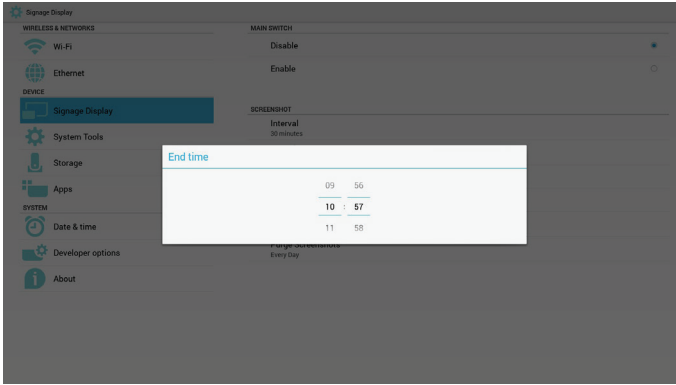 Signage Display
WIRELESS & NETWORKS
Wi-Fi
Ethernet
DEVICE
Signage Display
System Tools
Storage
Apps
SYSTEM
Date & time
Developer options
About
MAIN SWITCH
Disable
Enable
SCREENSHOT
Interval
30 minutes
End time
09 56
10 : 57
11 58
Purge Screenshots
Every Day